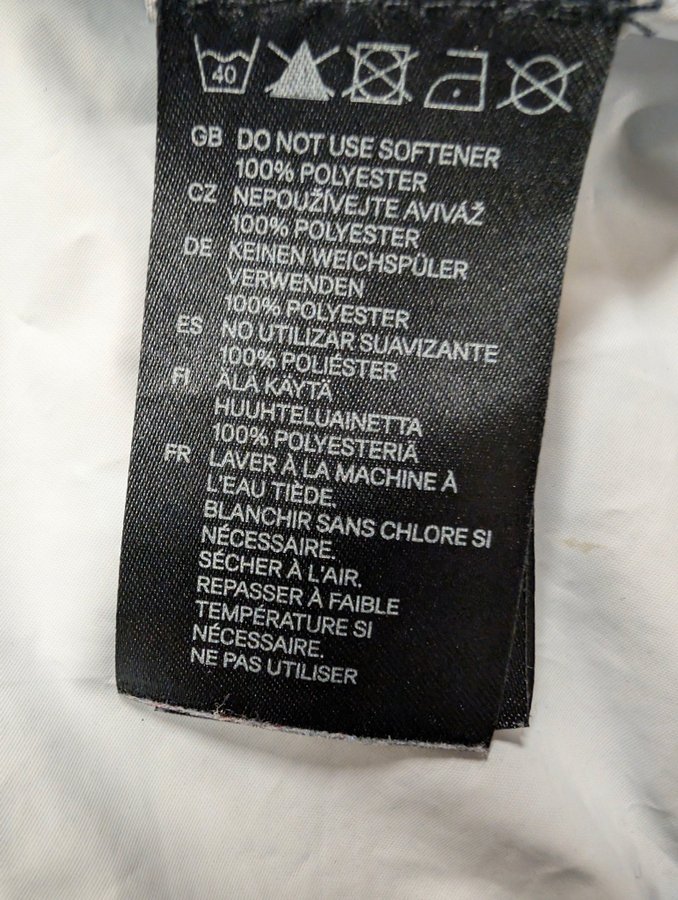 40
GB DO NOT USE SOFTENER
100% POLYESTER
CZ NEPOUŽÍVEJTE AVIVÁŽ
100% POLYESTER
DE KEINEN WEICHSPÜLER
VERWENDEN
100% POLYESTER
ES NO UTILIZAR SUAVIZANTE
100% POLIESTER
FI ÄLÄ KÄYTÄ
HUUHTELUAINETTA
100% POLYESTERIÄ
FR LAVER À LA MACHINE À
L'EAU TIÈDE.
BLANCHIR SANS CHLORE SI
NÉCESSAIRE.
SÉCHER À L'AIR.
REPASSER À FAIBLE
TEMPÉRATURE SI
NÉCESSAIRE.
NE PAS UTILISER